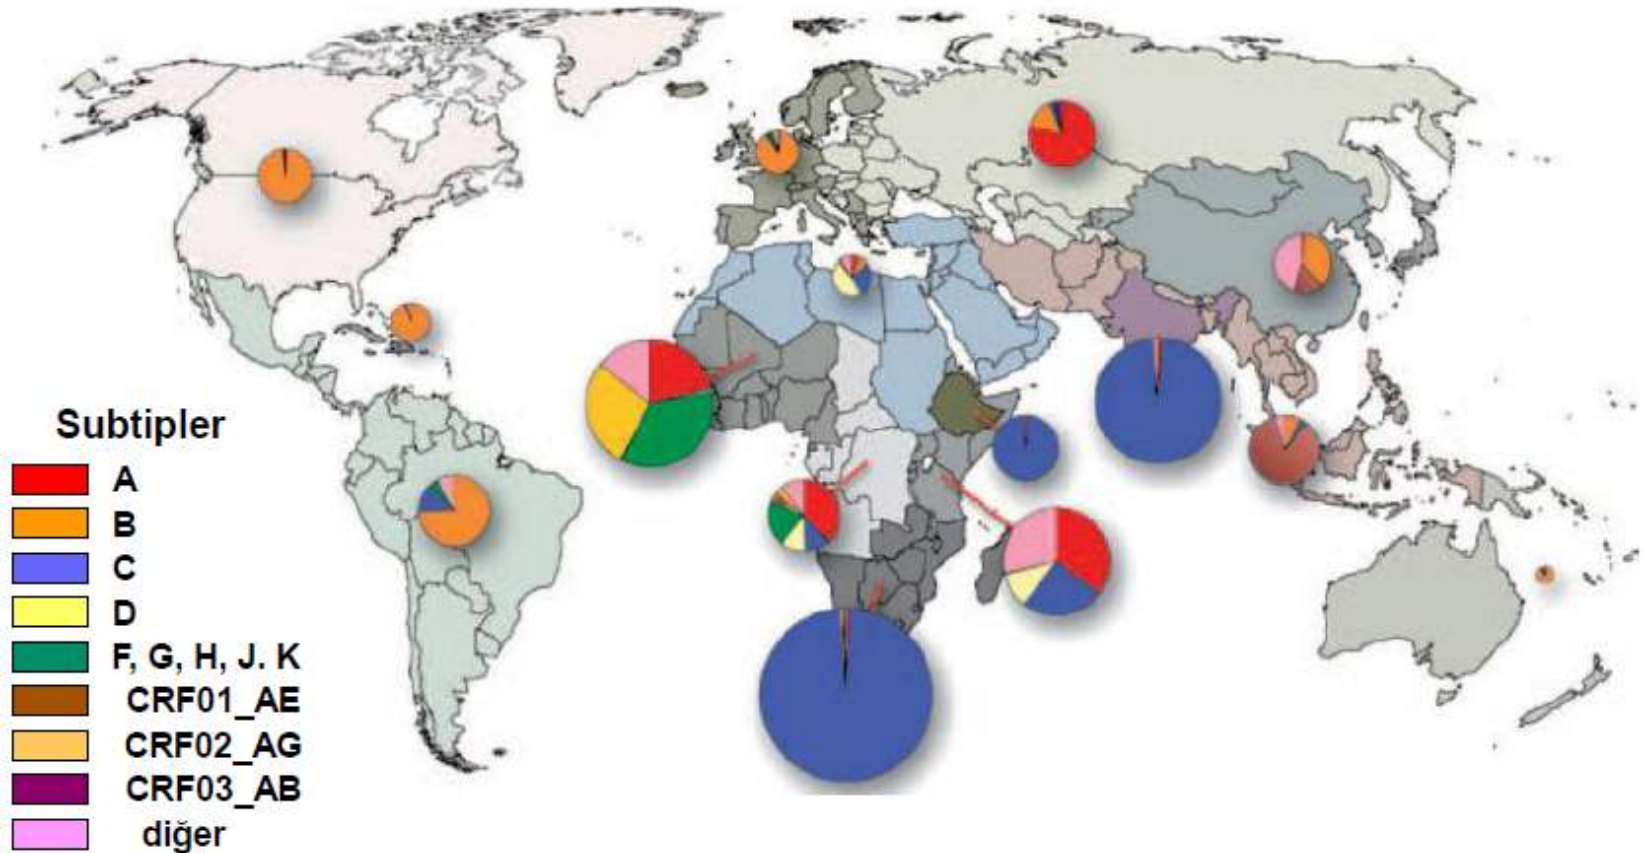 Subtipler
A
B
C
D
F, G, H, J. K
CRF01_AE
CRF02_AG
CRF03_AB
diğer